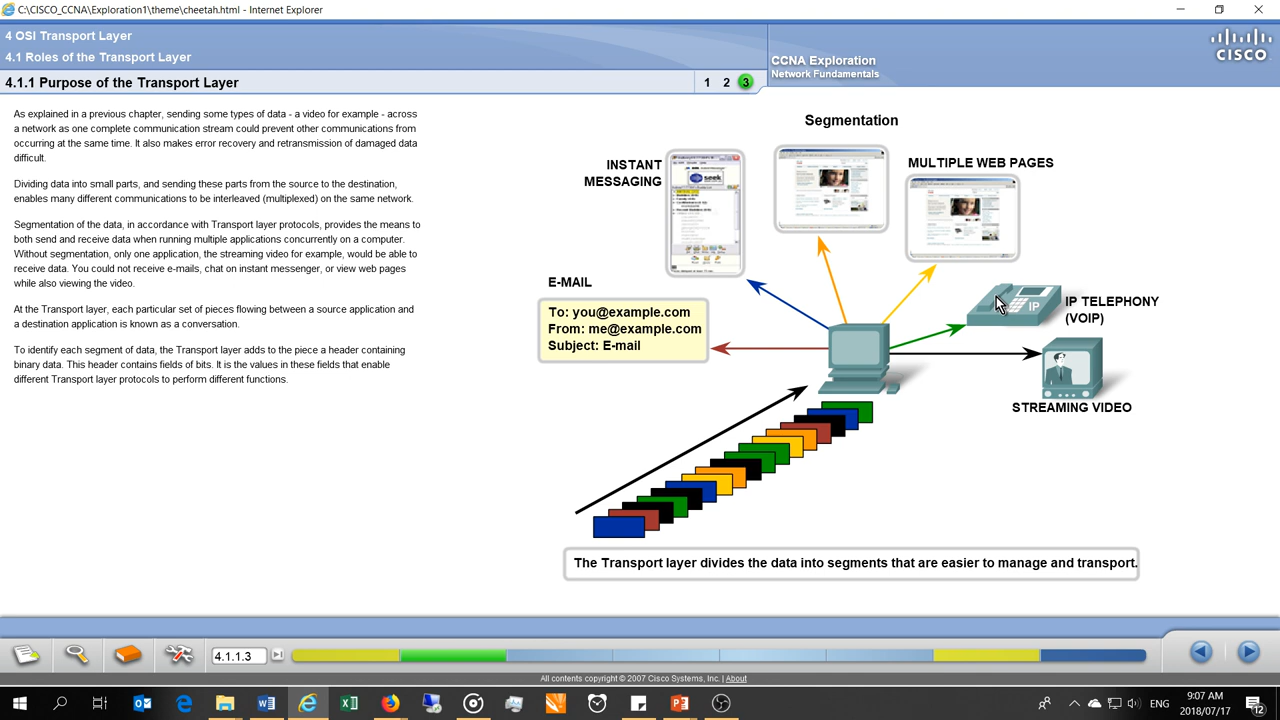 C:\CISCO_CCNA\Exploration1\theme\cheetah.html - Internet Explorer
4 OSI Transport Layer
4.1 Roles of the Transport Layer
4.1.1 Purpose of the Transport Layer
1 2 3
CCNA Exploration
Network Fundamentals
CISCO
As explained in a previous chapter, sending some types of data - a video for example - across
a network as one complete communication stream could prevent other communications from
occurring at the same time. It also makes error recovery and retransmission of damaged data
difficult.
Dividing data into small parts, and sending these parts from the source to the destination,
enables many different communications to be interleaved (multiplexed) on the same network.
Segmentation of the data, in accordance with Transport layer protocols, provides the means to
both send and receive data when running multiple applications concurrently on a computer.
Without segmentation, only one application, the streaming video for example, would be able to
receive data. You could not receive e-mails, chat on instant messenger, or view web pages
while also viewing the video.
At the Transport layer, each particular set of pieces flowing between a source application and
a destination application is known as a conversation.
To identify each segment of data, the Transport layer adds to the piece a header containing
binary data. This header contains fields of bits. It is the values in these fields that enable
different Transport layer protocols to perform different functions.
Segmentation
INSTANT
MESSAGING
seek
MULTIPLE WEB PAGES
E-MAIL
To: you@example.com
From: me@example.com
Subject: E-mail
IP
IP TELEPHONY
(VOIP)
STREAMING VIDEO
The Transport layer divides the data into segments that are easier to manage and transport.
4.1.1.3
All contents copyright © 2007 Cisco Systems, Inc. | About
ENG
9:07 AM
2018/07/17
12